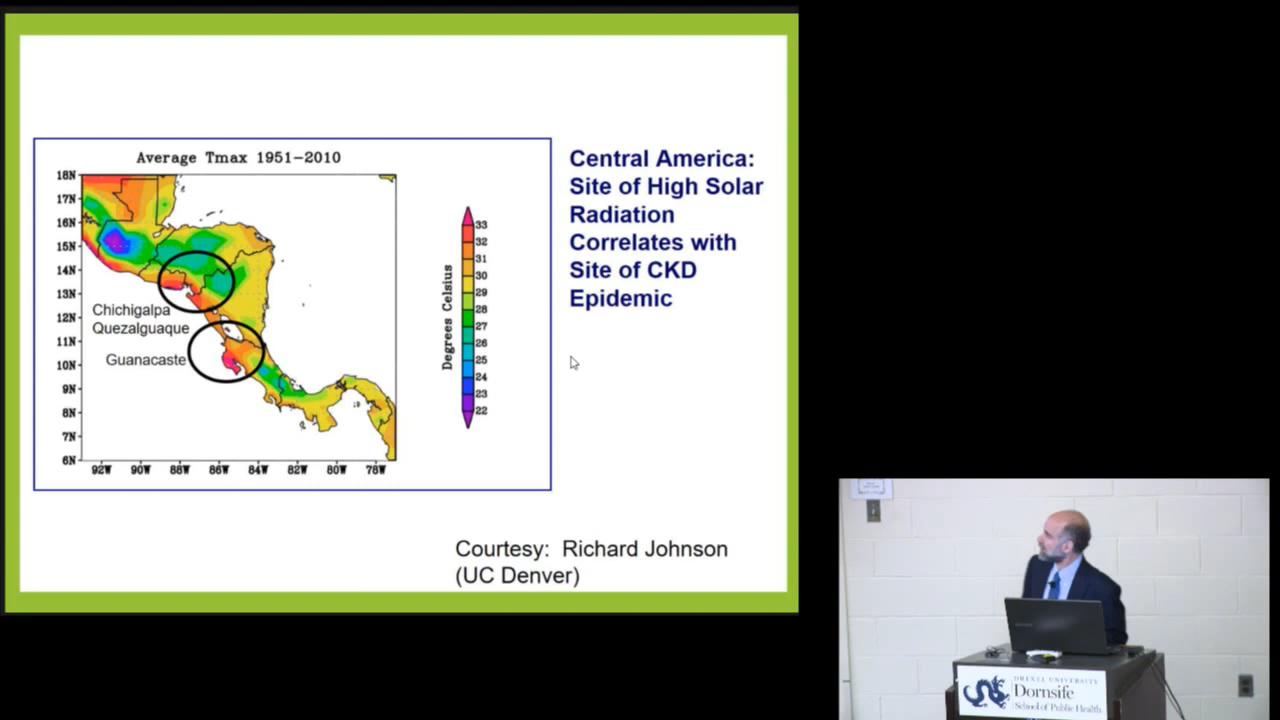 Average Tmax 1951-2010
18N
17N
16N
15N
14N
13N
12N
11N
10N
9N
8N
7N
6N
92W 90W 88W 86W 84W 82W 80W 78W
Chichigalpa
Quezalguaque
Guanacaste
Degrees Celsius
33
32
31
30
29
28
27
26
25
24
23
22
Central America:
Site of High Solar
Radiation
Correlates with
Site of CKD
Epidemic
Courtesy: Richard Johnson
(UC Denver)
DREXEL UNIVERSITY
Dornsife
School of Public Health